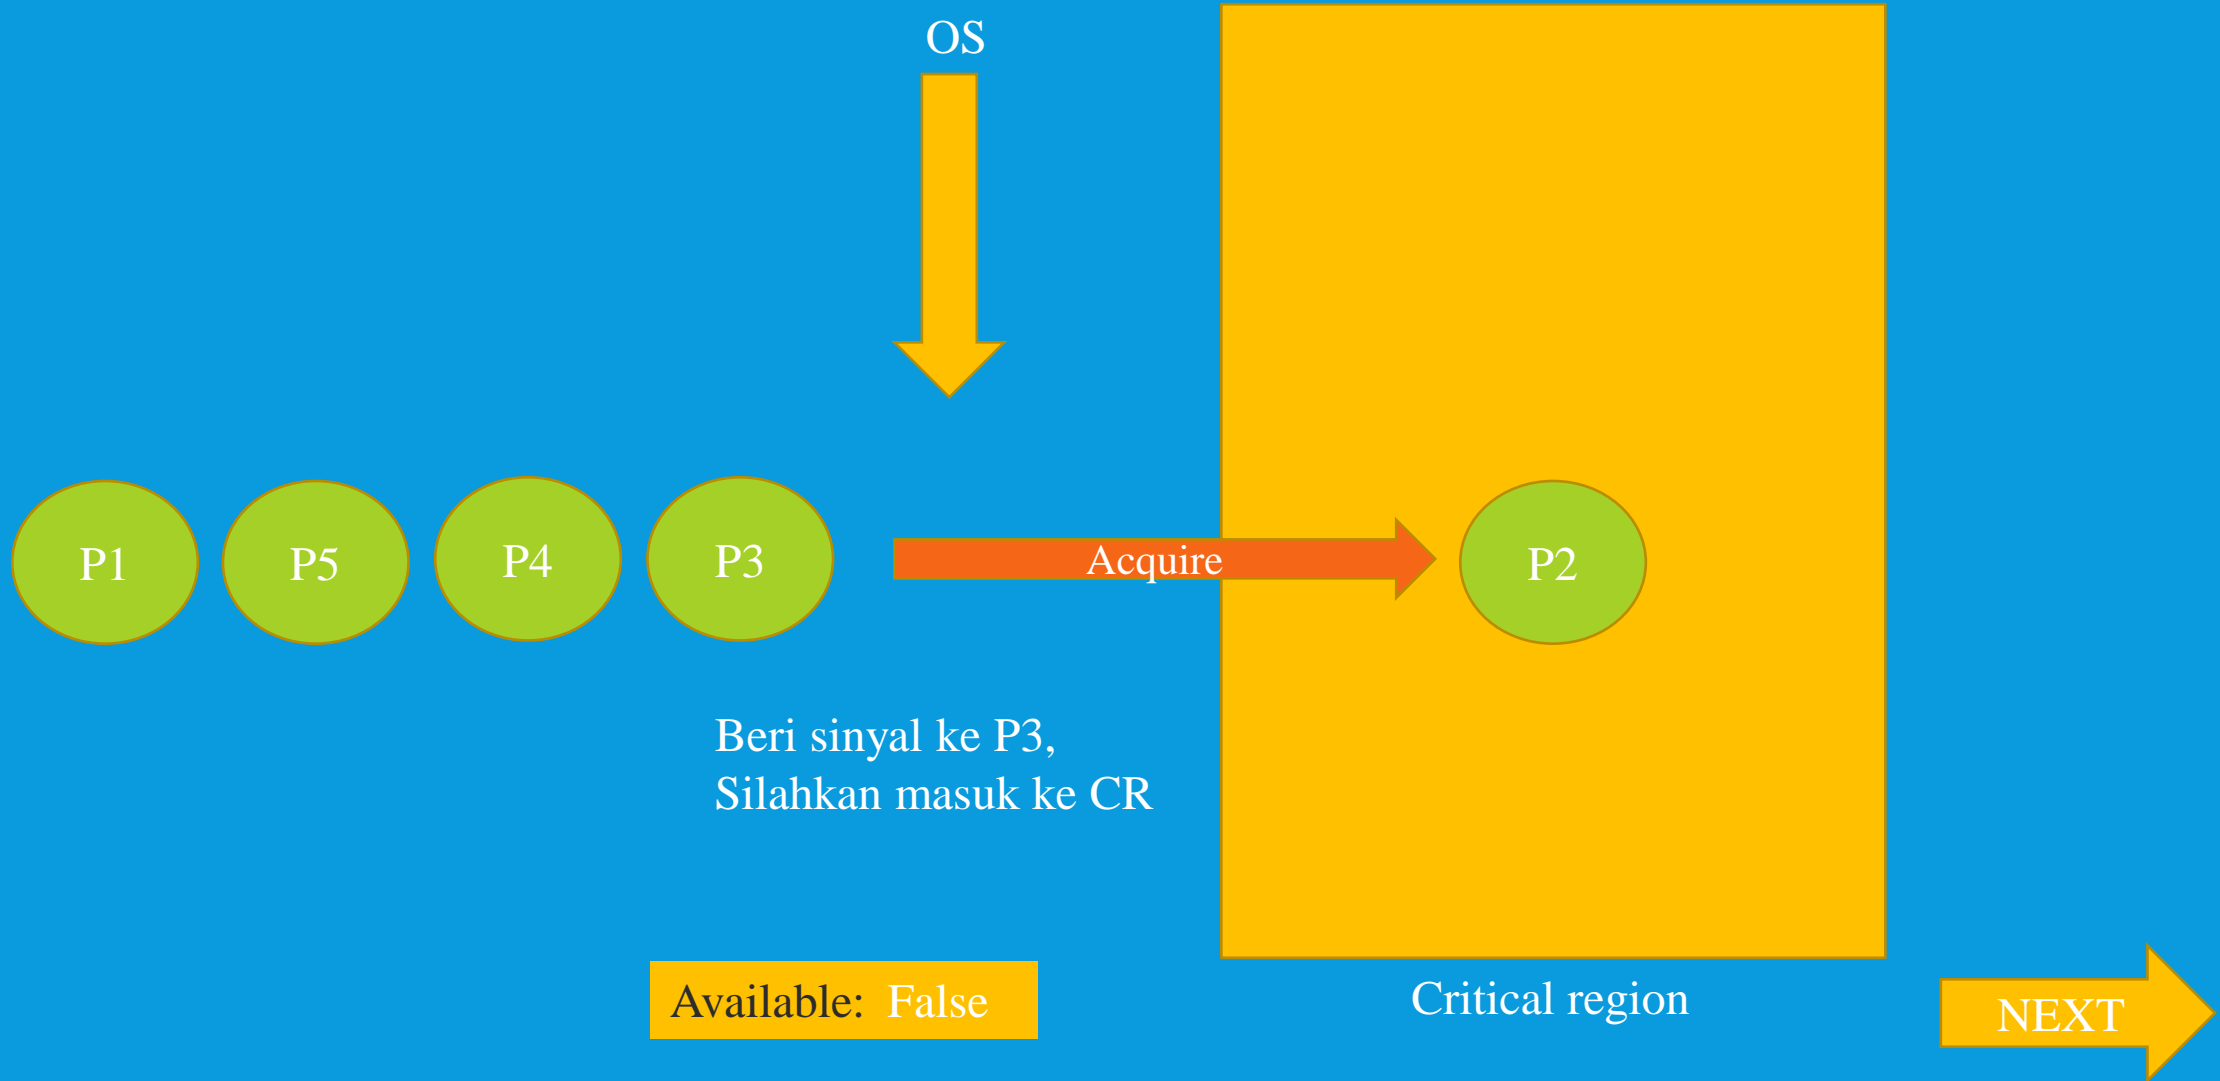 OS
P1
P5
P4
P3
Acquire
P2
Beri sinyal ke P3,
Silahkan masuk ke CR
Available: False
Critical region
NEXT